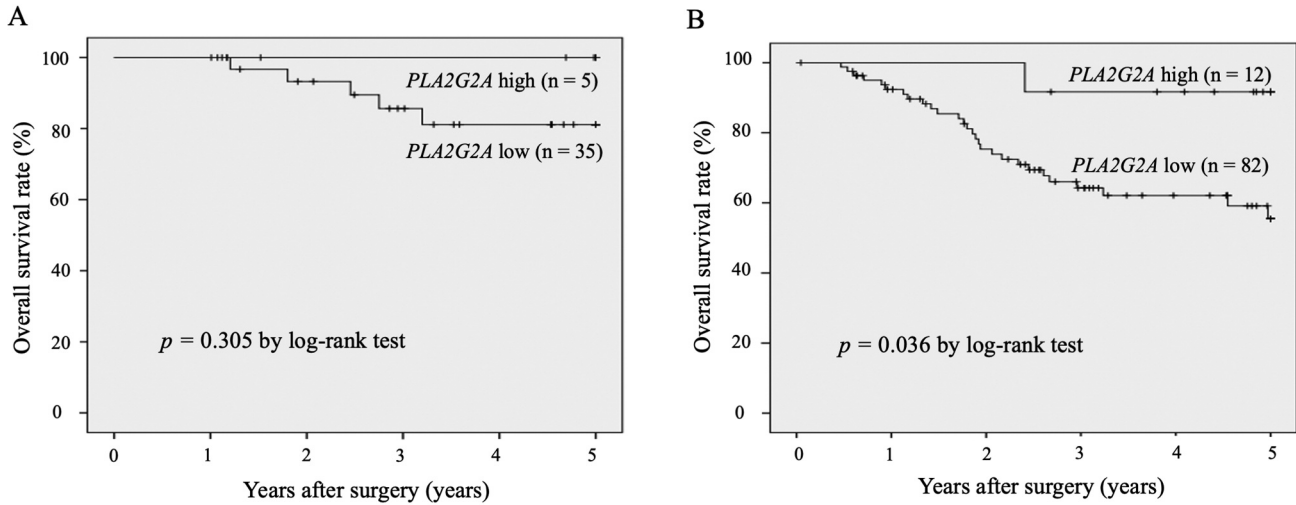 A
Overall survival rate (%)
100
80
60
40
20
0
PLA2G2A high (n = 5)
PLA2G2A low (n = 35)
p = 0.305 by log-rank test
0 1 2 3 4 5
Years after surgery (years)
B
Overall survival rate (%)
100
80
60
40
20
0
PLA2G2A high (n = 12)
PLA2G2A low (n = 82)
p = 0.036 by log-rank test
0 1 2 3 4 5
Years after surgery (years)